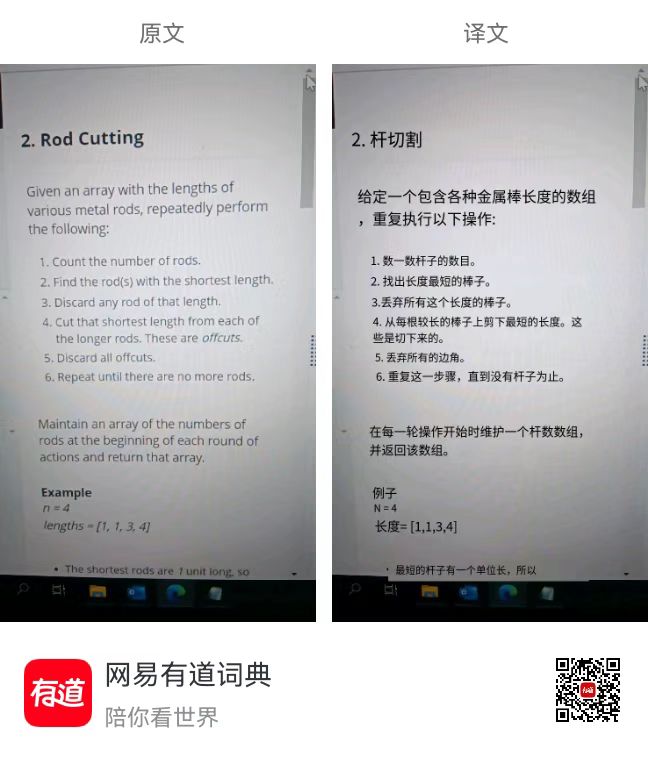 原文
译文
2. Rod Cutting
Given an array with the lengths of
various metal rods, repeatedly perform
the following:
1. Count the number of rods.
2. Find the rod(s) with the shortest length.
3. Discard any rod of that length.
4. Cut that shortest length from each of
the longer rods. These are offcuts.
5. Discard all offcuts.
6. Repeat until there are no more rods.
Maintain an array of the numbers of
rods at the beginning of each round of
actions and return that array.
Example
n = 4
lengths = [1, 1, 3, 4]
• The shortest rods are 1 unit long, so
2. 杆切割
给定一个包含各种金属棒长度的数组
，重复执行以下操作:
1. 数一数杆子的数目。
2. 找出长度最短的棒子。
3.丢弃所有这个长度的棒子。
4. 从每根较长的棒子上剪下最短的长度。这
些是切下来的。
5. 丢弃所有的边角。
6. 重复这一步骤，直到没有杆子为止。
在每一轮操作开始时维护一个杆数数组，
并返回该数组。
例子
N = 4
长度= [1,1,3,4]
· 最短的杆子有一个单位长，所以
有道
网易有道词典
陪你看世界
有道